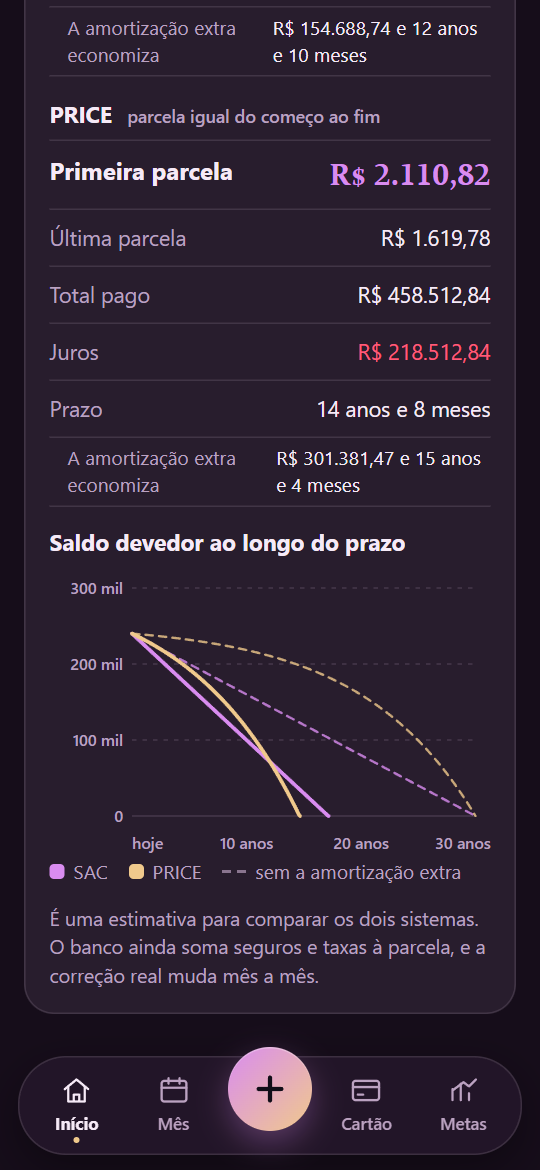 A amortização extra R$ 154.688,74 e 12 anos
economiza e 10 meses
PRICE parcela igual do começo ao fim
Primeira parcela R$ 2.110,82
Última parcela R$ 1.619,78
Total pago R$ 458.512,84
Juros R$ 218.512,84
Prazo 14 anos e 8 meses
A amortização extra R$ 301.381,47 e 15 anos
economiza e 4 meses
Saldo devedor ao longo do prazo
300 mil
200 mil
100 mil
0
hoje 10 anos 20 anos 30 anos
SAC PRICE sem a amortização extra
É uma estimativa para comparar os dois sistemas.
O banco ainda soma seguros e taxas à parcela, e a
correção real muda mês a mês.
Início Mês + Cartão Metas